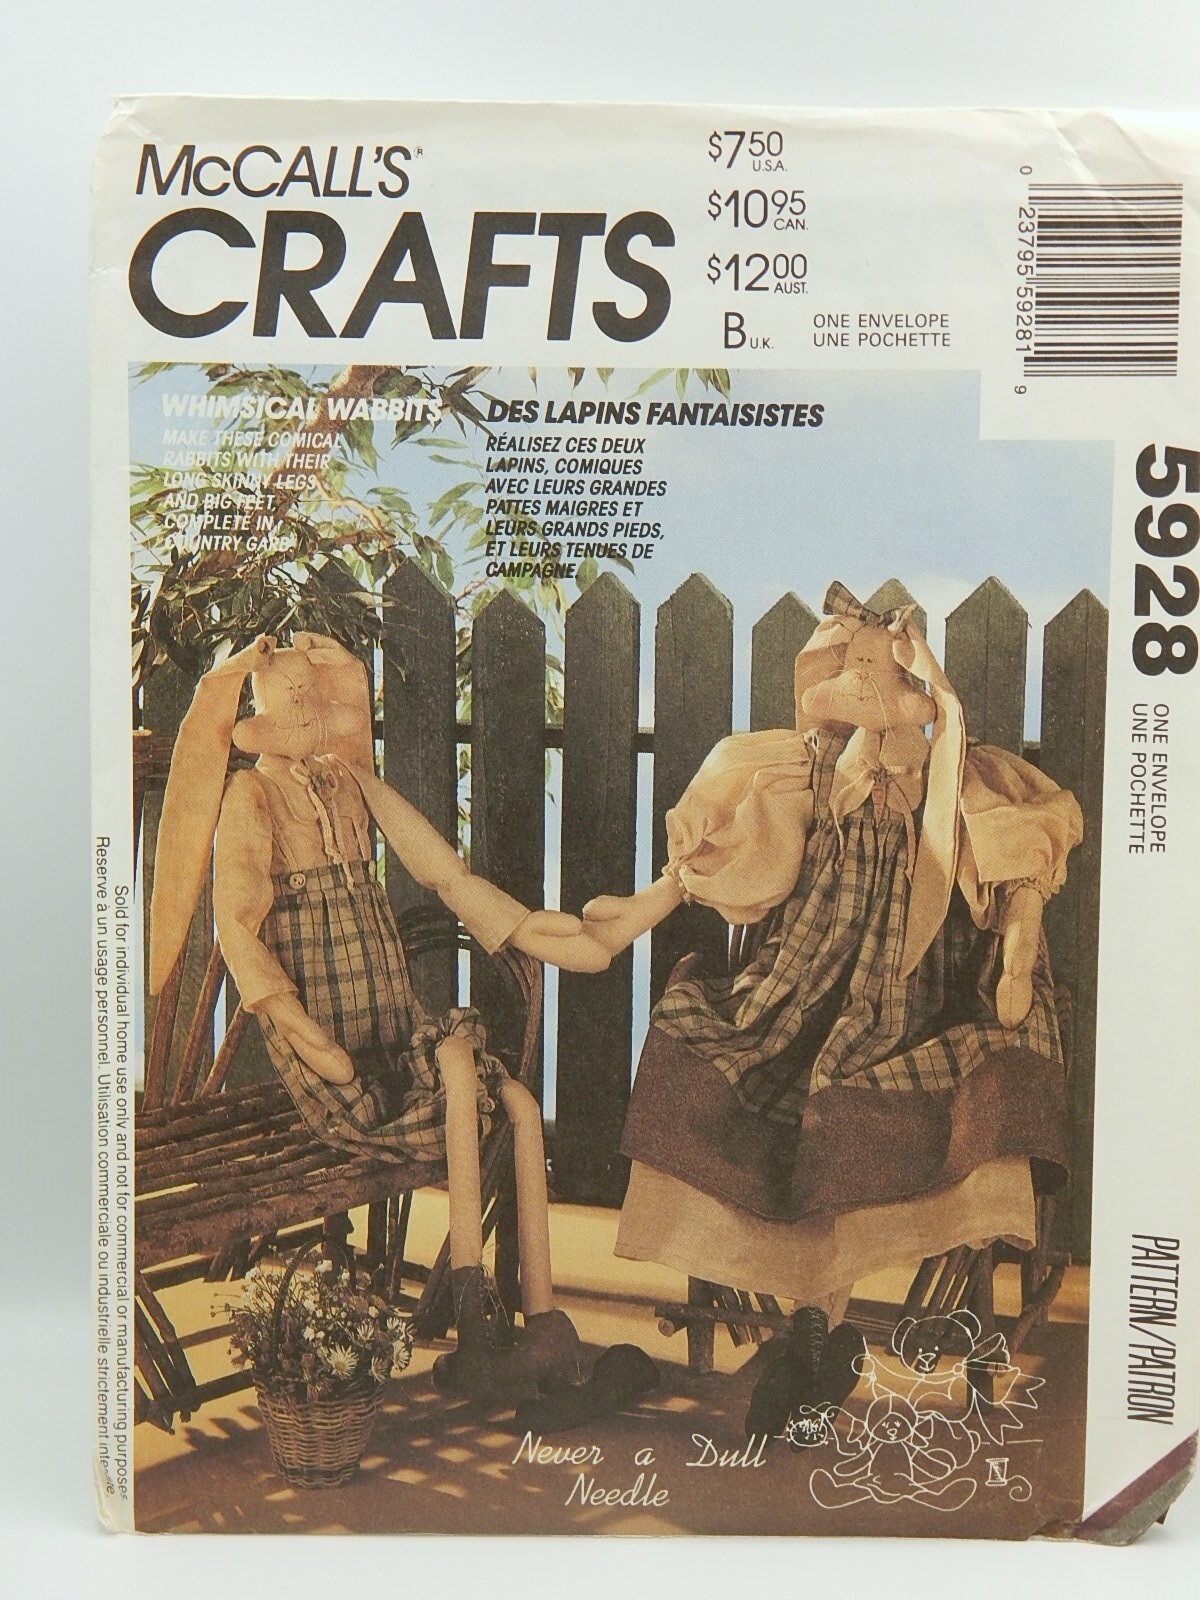 McCALL'S®
CRAFTS
$7.50 U.S.A.
$10.95 CAN.
$12.00 AUST.
B U.K.
ONE ENVELOPE
UNE POCHETTE
0 23795 59281 9
WHIMSICAL WABBITS
MAKE THESE COMICAL
RABBITS WITH THEIR
LONG SKINNY LEGS
AND BIG FEET,
COMPLETE IN
COUNTRY GARB.
DES LAPINS FANTAISISTES
RÉALISEZ CES DEUX
LAPINS, COMIQUES
AVEC LEURS GRANDES
PATTES MAIGRES ET
LEURS GRANDS PIEDS,
ET LEURS TENUES DE
CAMPAGNE.
5928
ONE ENVELOPE
UNE POCHETTE
PATTERN/PATRON
Sold for individual home use only and not for commercial or manufacturing purposes
Reserve à un usage personnel. Utilisation commerciale ou industrielle strictement interdite.
Never a Dull
Needle